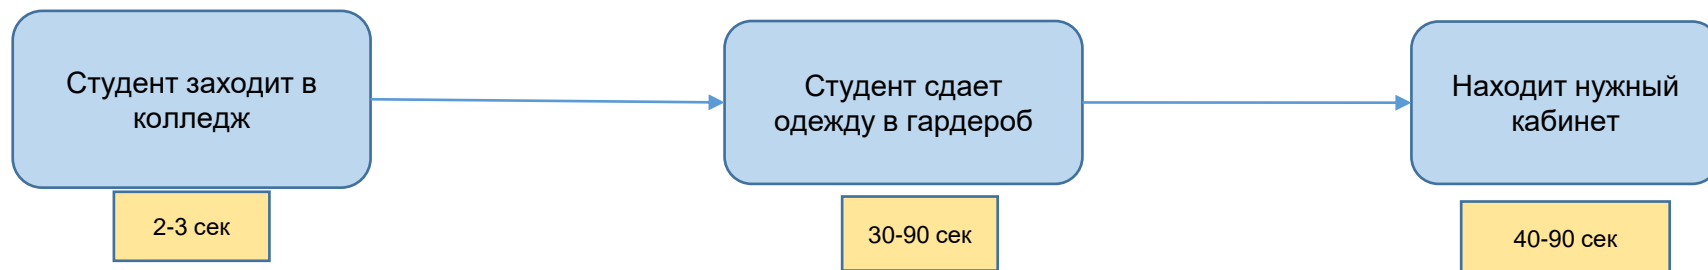 Студент заходит в
колледж
2-3 сек
Студент сдает
одежду в гардероб
30-90 сек
Находит нужный
кабинет
40-90 сек